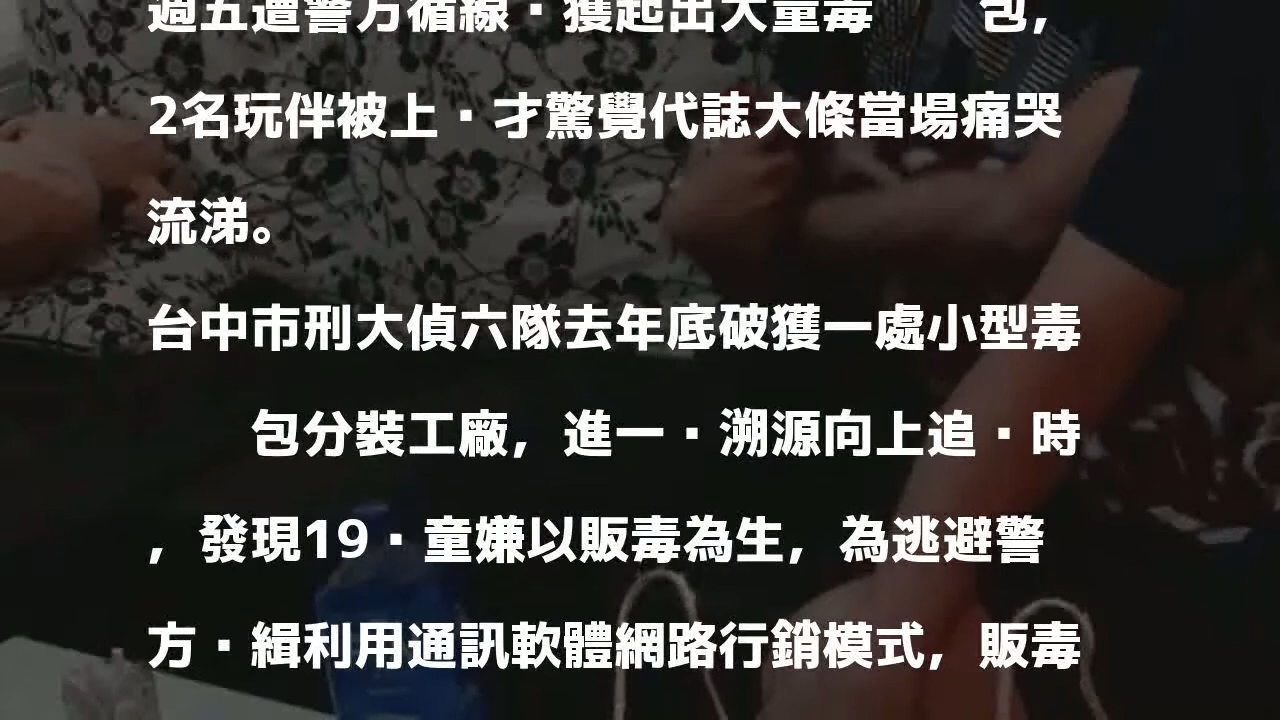 週五遭警方循線·獲起出大量毒　　包，
2名玩伴被上·才驚覺代誌大條當場痛哭
流涕。
台中市刑大偵六隊去年底破獲一處小型毒
　　包分裝工廠，進一·溯源向上追·時
，發現19·童嫌以販毒為生，為逃避警
方·緝利用通訊軟體網路行銷模式，販毒